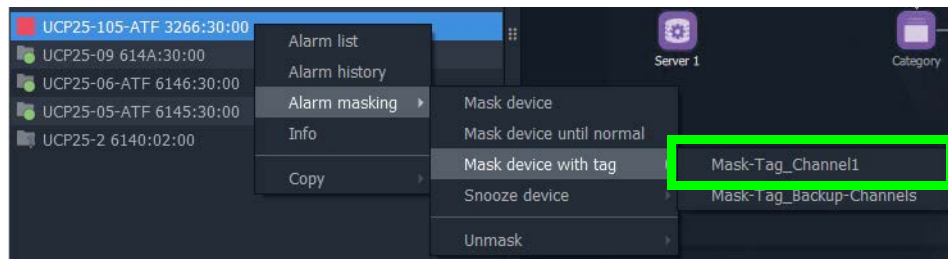 UCP25-105-ATF 3266:30:00
UCP25-09 614A:30:00
UCP25-06-ATF 6146:30:00
UCP25-05-ATF 6145:30:00
UCP25-2 6140:02:00
Alarm list
Alarm history
Alarm masking
Info
Copy
Mask device
Mask device until normal
Mask device with tag
Snooze device
Unmask
Mask-Tag_Channel1
Mask-Tag_Backup-Channels
Server 1
Category